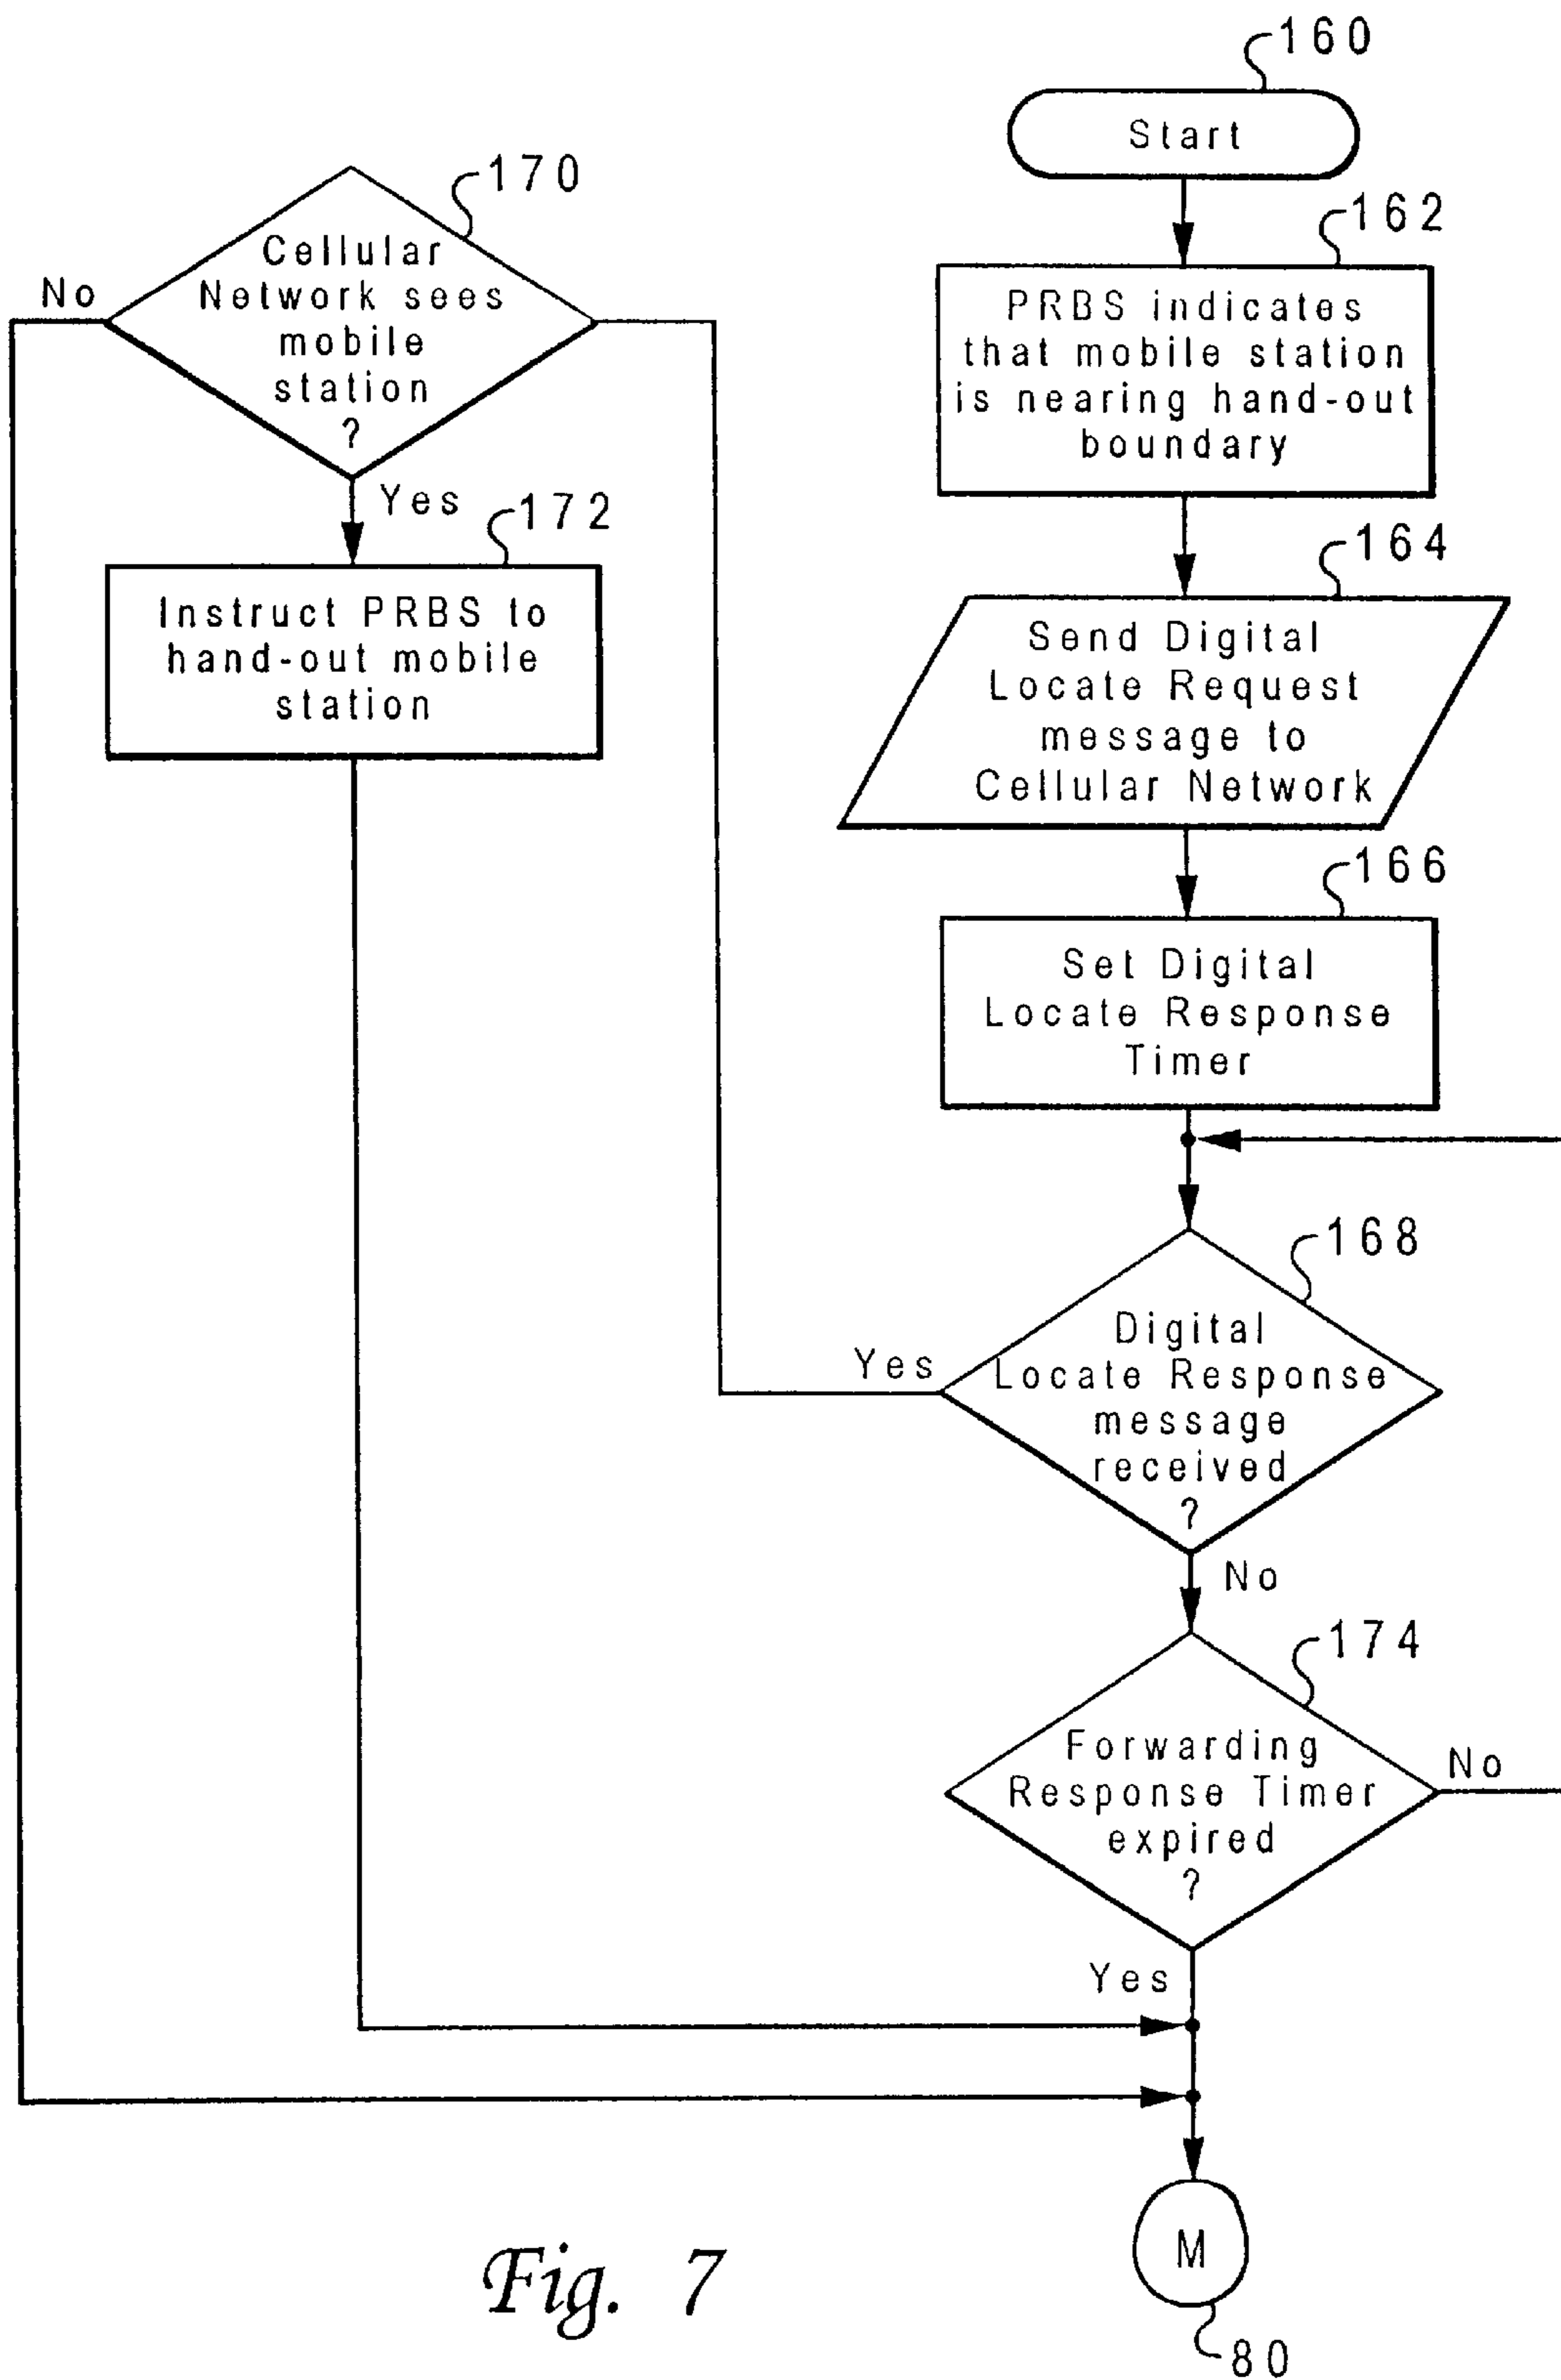 160
Start
162
PRBS indicates
that mobile station
is nearing hand-out
boundary
164
Send Digital
Locate Request
message to
Cellular Network
166
Set Digital
Locate Response
Timer
168
Digital
Locate Response
message
received
?
Yes
No
170
Cellular
Network sees
mobile
station
?
No
Yes
172
Instruct PRBS to
hand-out mobile
station
174
Forwarding
Response Timer
expired
?
No
Yes
M
80
Fig. 7